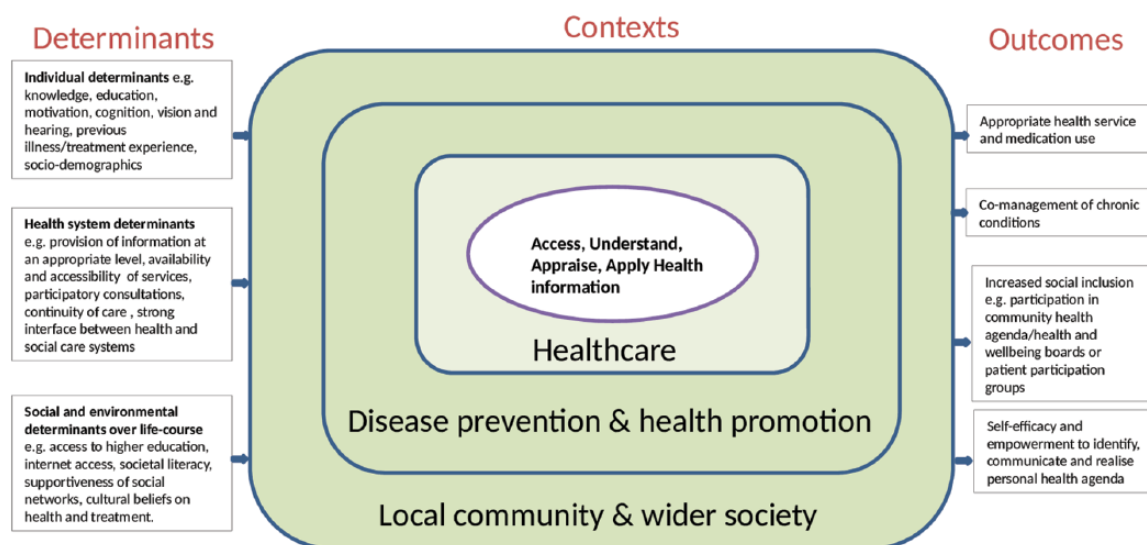 Determinants
Individual determinants e.g.
knowledge, education,
motivation, cognition, vision and
hearing, previous
illness/treatment experience,
socio-demographics
Health system determinants
e.g. provision of information at
an appropriate level, availability
and accessibility of services,
participatory consultations,
continuity of care , strong
interface between health and
social care systems
Social and environmental
determinants over life-course
e.g. access to higher education,
internet access, societal literacy,
supportiveness of social
networks, cultural beliefs on
health and treatment.
Contexts
Access, Understand,
Appraise, Apply Health
information
Healthcare
Disease prevention & health promotion
Local community & wider society
Outcomes
Appropriate health service
and medication use
Co-management of chronic
conditions
Increased social inclusion
e.g. participation in
community health
agenda/health and
wellbeing boards or
patient participation
groups
Self-efficacy and
empowerment to identify,
communicate and realise
personal health agenda